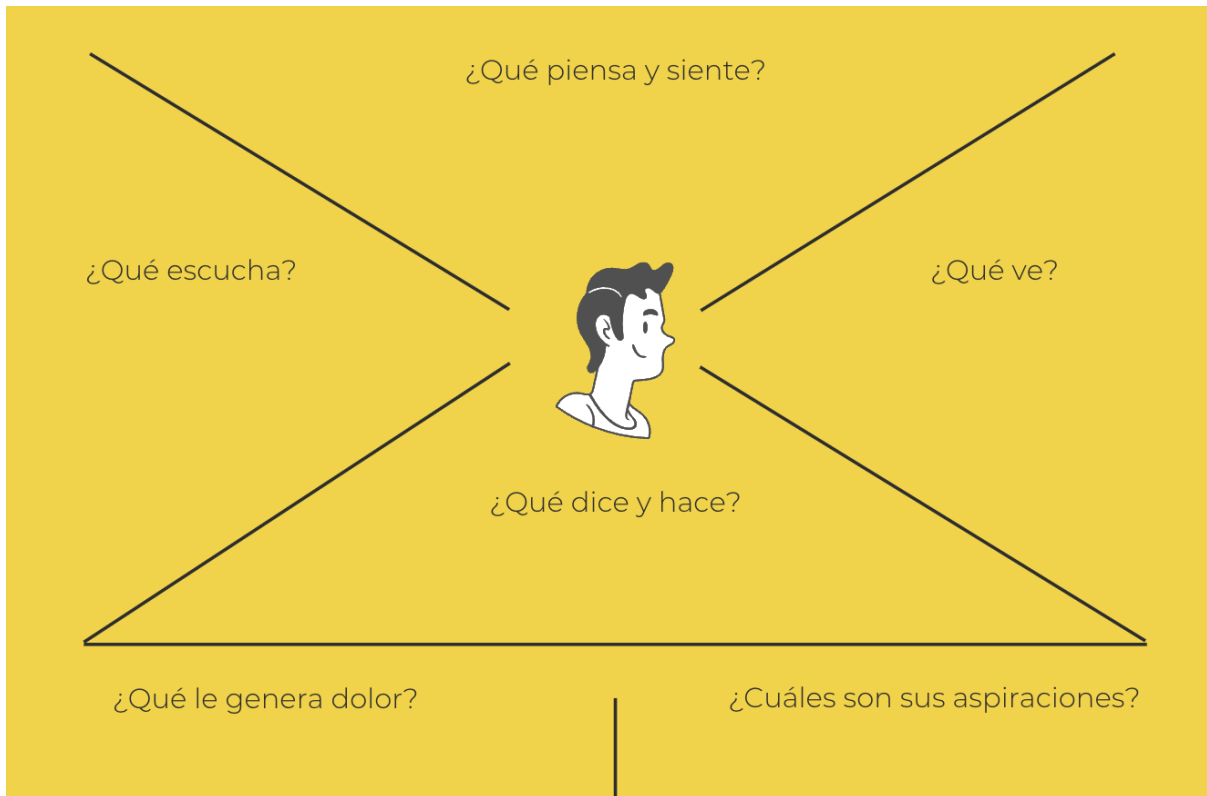 ¿Qué piensa y siente?
¿Qué escucha?
¿Qué ve?
¿Qué dice y hace?
¿Qué le genera dolor?
¿Cuáles son sus aspiraciones?